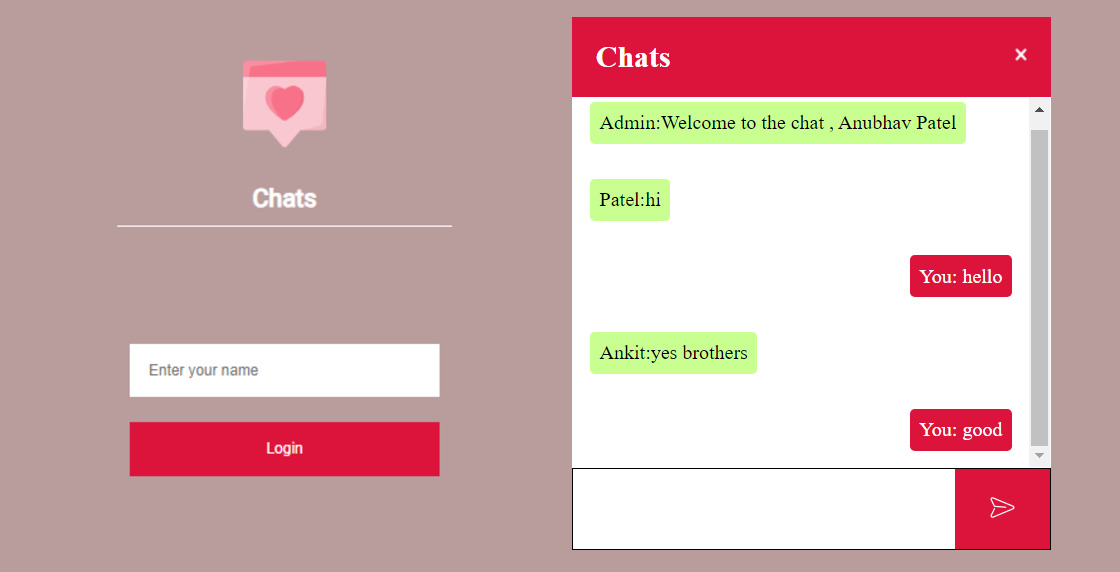 Chats
Enter your name
Login
Chats
×
Admin:Welcome to the chat , Anubhav Patel
Patel:hi
You: hello
Ankit:yes brothers
You: good